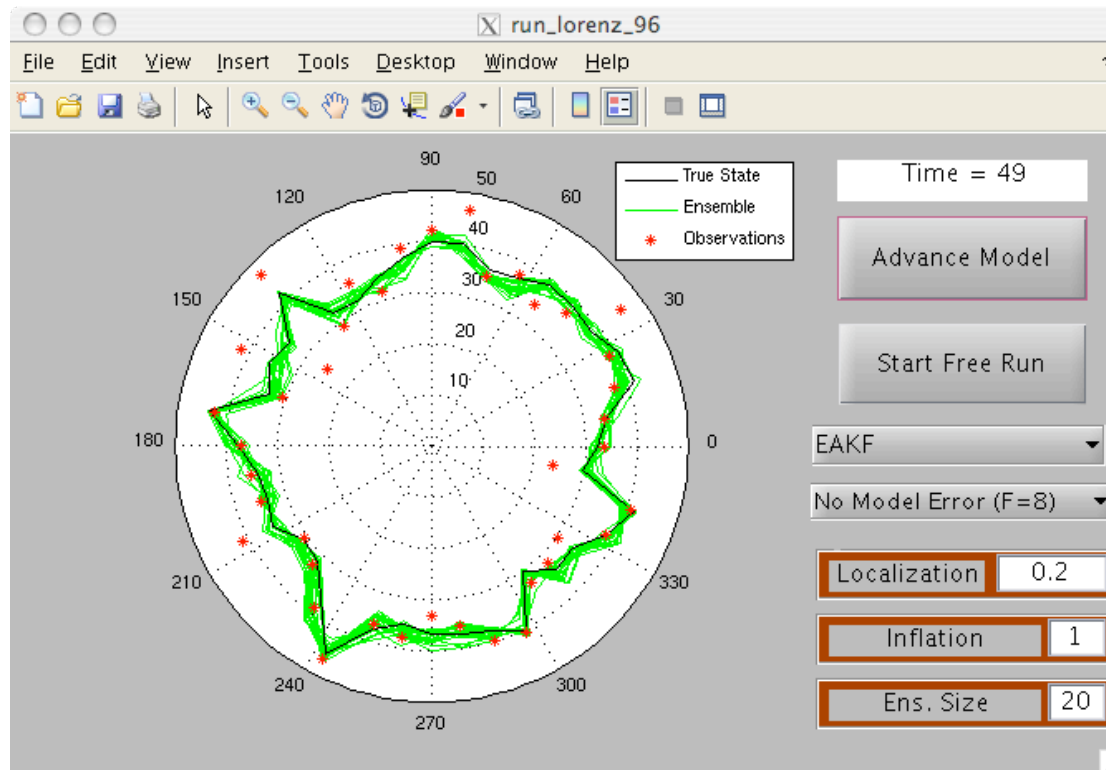 run_lorenz_96
File Edit View Insert Tools Desktop Window Help
Time = 49
Advance Model
Start Free Run
EAKF
No Model Error (F=8)
Localization 0.2
Inflation 1
Ens. Size 20
True State
Ensemble
Observations
90
120
50
60
40
150
30
30
20
10
180
0
210
330
240
300
270